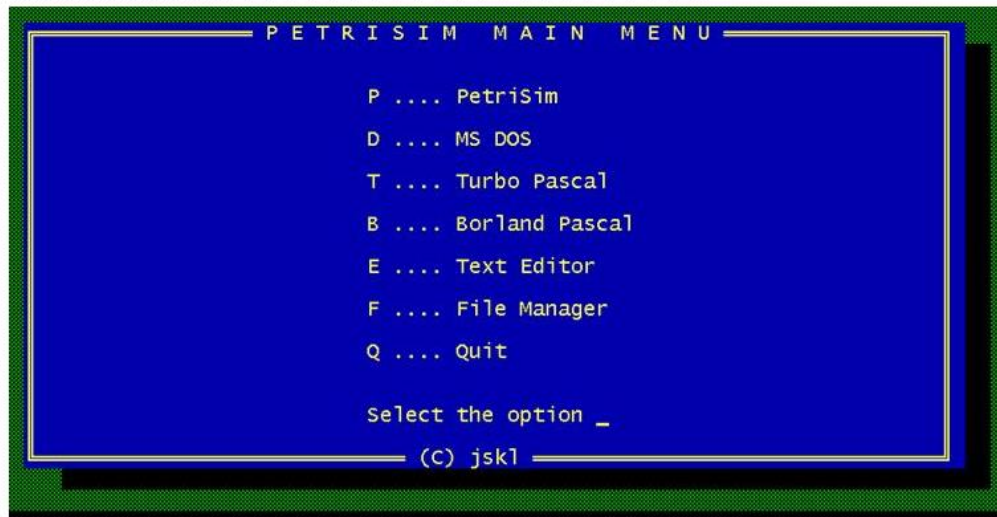 P E T R I S I M   M A I N   M E N U
P .... PetriSim
D .... MS DOS
T .... Turbo Pascal
B .... Borland Pascal
E .... Text Editor
F .... File Manager
Q .... Quit
Select the option _
(C) jskl